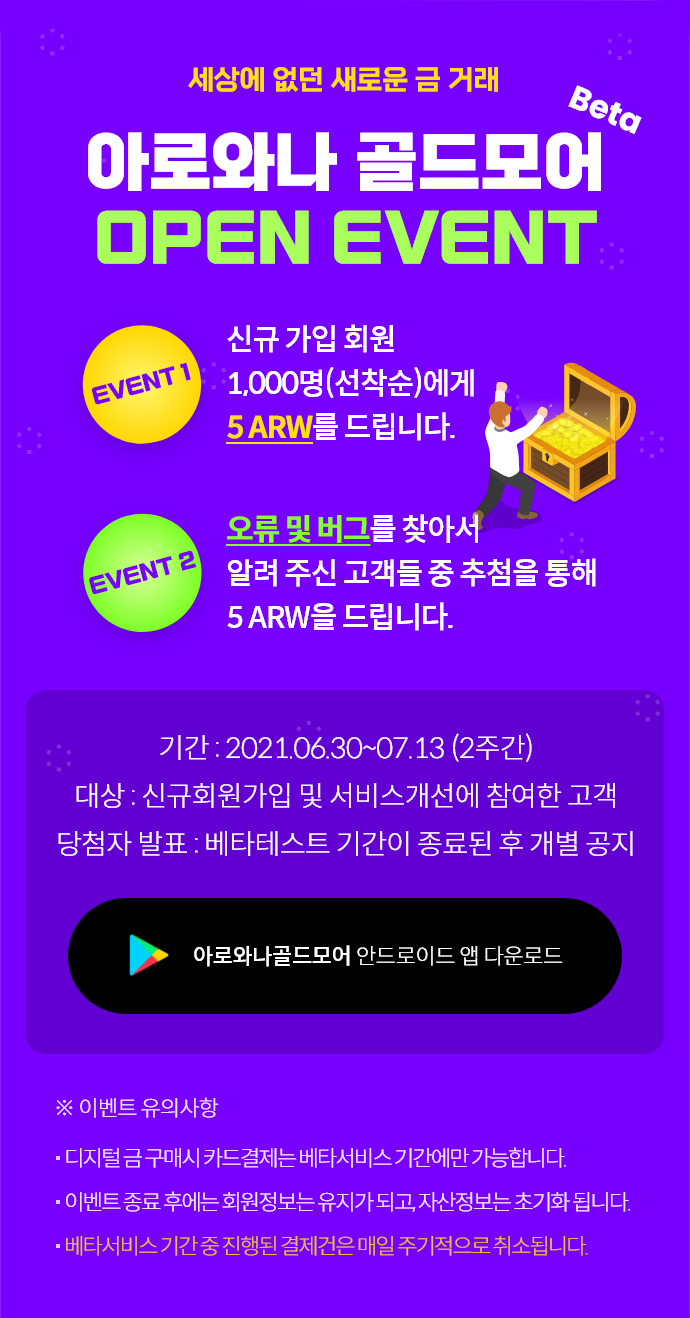 세상에 없던 새로운 금 거래
Beta
아로와나 골드모어
OPEN EVENT
EVENT 1
신규 가입 회원
1,000명(선착순)에게
5 ARW를 드립니다.
EVENT 2
오류 및 버그를 찾아서
알려 주신 고객들 중 추첨을 통해
5 ARW을 드립니다.
기간 : 2021.06.30~07.13 (2주간)
대상 : 신규회원가입 및 서비스개선에 참여한 고객
당첨자 발표 : 베타테스트 기간이 종료된 후 개별 공지
아로와나골드모어 안드로이드 앱 다운로드
※ 이벤트 유의사항
· 디지털 금 구매시 카드결제는 베타서비스 기간에만 가능합니다.
· 이벤트 종료 후에는 회원정보는 유지가 되고, 자산정보는 초기화 됩니다.
· 베타서비스 기간 중 진행된 결제건은 매일 주기적으로 취소됩니다.